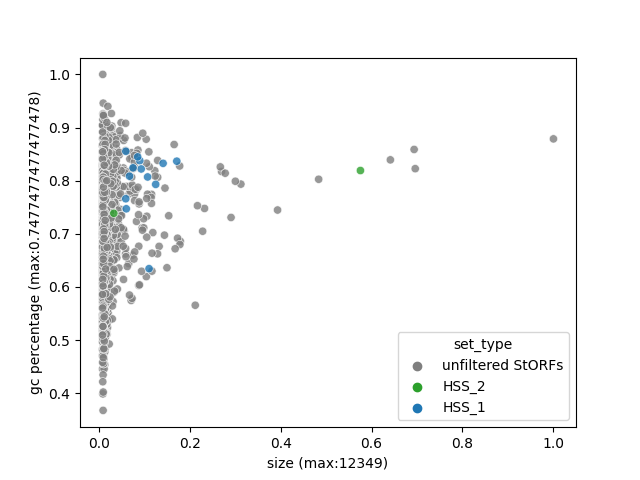 1.0
0.9
0.8
0.7
0.6
0.5
0.4
gc percentage (max:0.7477477477477478)
0.0 0.2 0.4 0.6 0.8 1.0
size (max:12349)
set_type
unfiltered StORFs
HSS_2
HSS_1